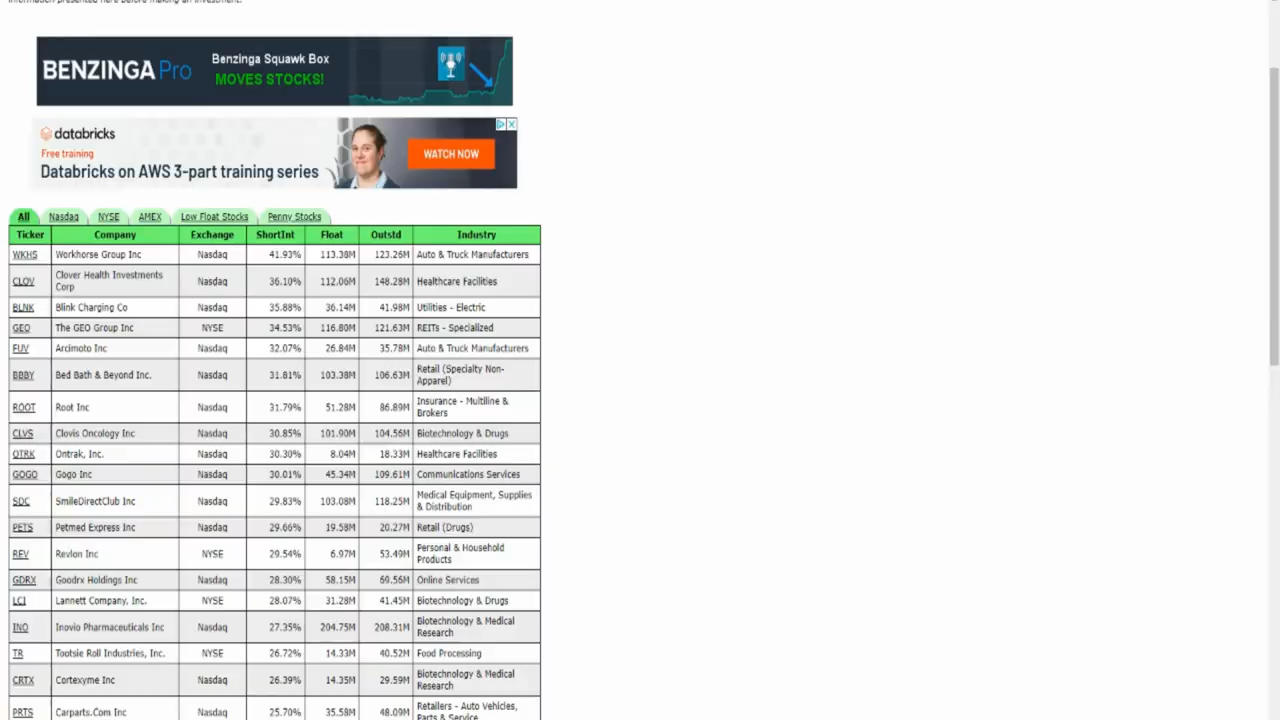 information presented here before making an investment.
BENZINGA Pro
Benzinga Squawk Box
MOVES STOCKS!
databricks
Free training
Databricks on AWS 3-part training series
WATCH NOW
All Nasdaq NYSE AMEX Low Float Stocks Penny Stocks
Ticker Company Exchange ShortInt Float Outstd Industry
WKHS Workhorse Group Inc Nasdaq 41.93% 113.38M 123.26M Auto & Truck Manufacturers
CLOV Clover Health Investments Corp Nasdaq 36.10% 112.06M 148.28M Healthcare Facilities
BLNK Blink Charging Co Nasdaq 35.88% 36.14M 41.98M Utilities - Electric
GEO The GEO Group Inc NYSE 34.53% 116.80M 121.63M REITs - Specialized
FUV Arcimoto Inc Nasdaq 32.07% 26.84M 35.78M Auto & Truck Manufacturers
BBBY Bed Bath & Beyond Inc. Nasdaq 31.81% 103.38M 106.63M Retail (Specialty Non-Apparel)
ROOT Root Inc Nasdaq 31.79% 51.28M 86.89M Insurance - Multiline & Brokers
CLVS Clovis Oncology Inc Nasdaq 30.85% 101.90M 104.56M Biotechnology & Drugs
OTRK Ontrak, Inc. Nasdaq 30.30% 8.04M 18.33M Healthcare Facilities
GOGO Gogo Inc Nasdaq 30.01% 45.34M 109.61M Communications Services
SDC SmileDirectClub Inc Nasdaq 29.83% 103.08M 118.25M Medical Equipment, Supplies & Distribution
PETS Petmed Express Inc Nasdaq 29.66% 19.58M 20.27M Retail (Drugs)
REV Revlon Inc NYSE 29.54% 6.97M 53.49M Personal & Household Products
GDRX Goodrx Holdings Inc Nasdaq 28.30% 58.15M 69.56M Online Services
LCI Lannett Company, Inc. NYSE 28.07% 31.28M 41.45M Biotechnology & Drugs
INO Inovio Pharmaceuticals Inc Nasdaq 27.35% 204.75M 208.31M Biotechnology & Medical Research
TR Tootsie Roll Industries, Inc. NYSE 26.72% 14.33M 40.52M Food Processing
CRTX Cortexyme Inc Nasdaq 26.39% 14.35M 29.59M Biotechnology & Medical Research
PRTS Carparts.Com Inc Nasdaq 25.70% 35.58M 48.09M Retailers - Auto Vehicles, Parts & Service